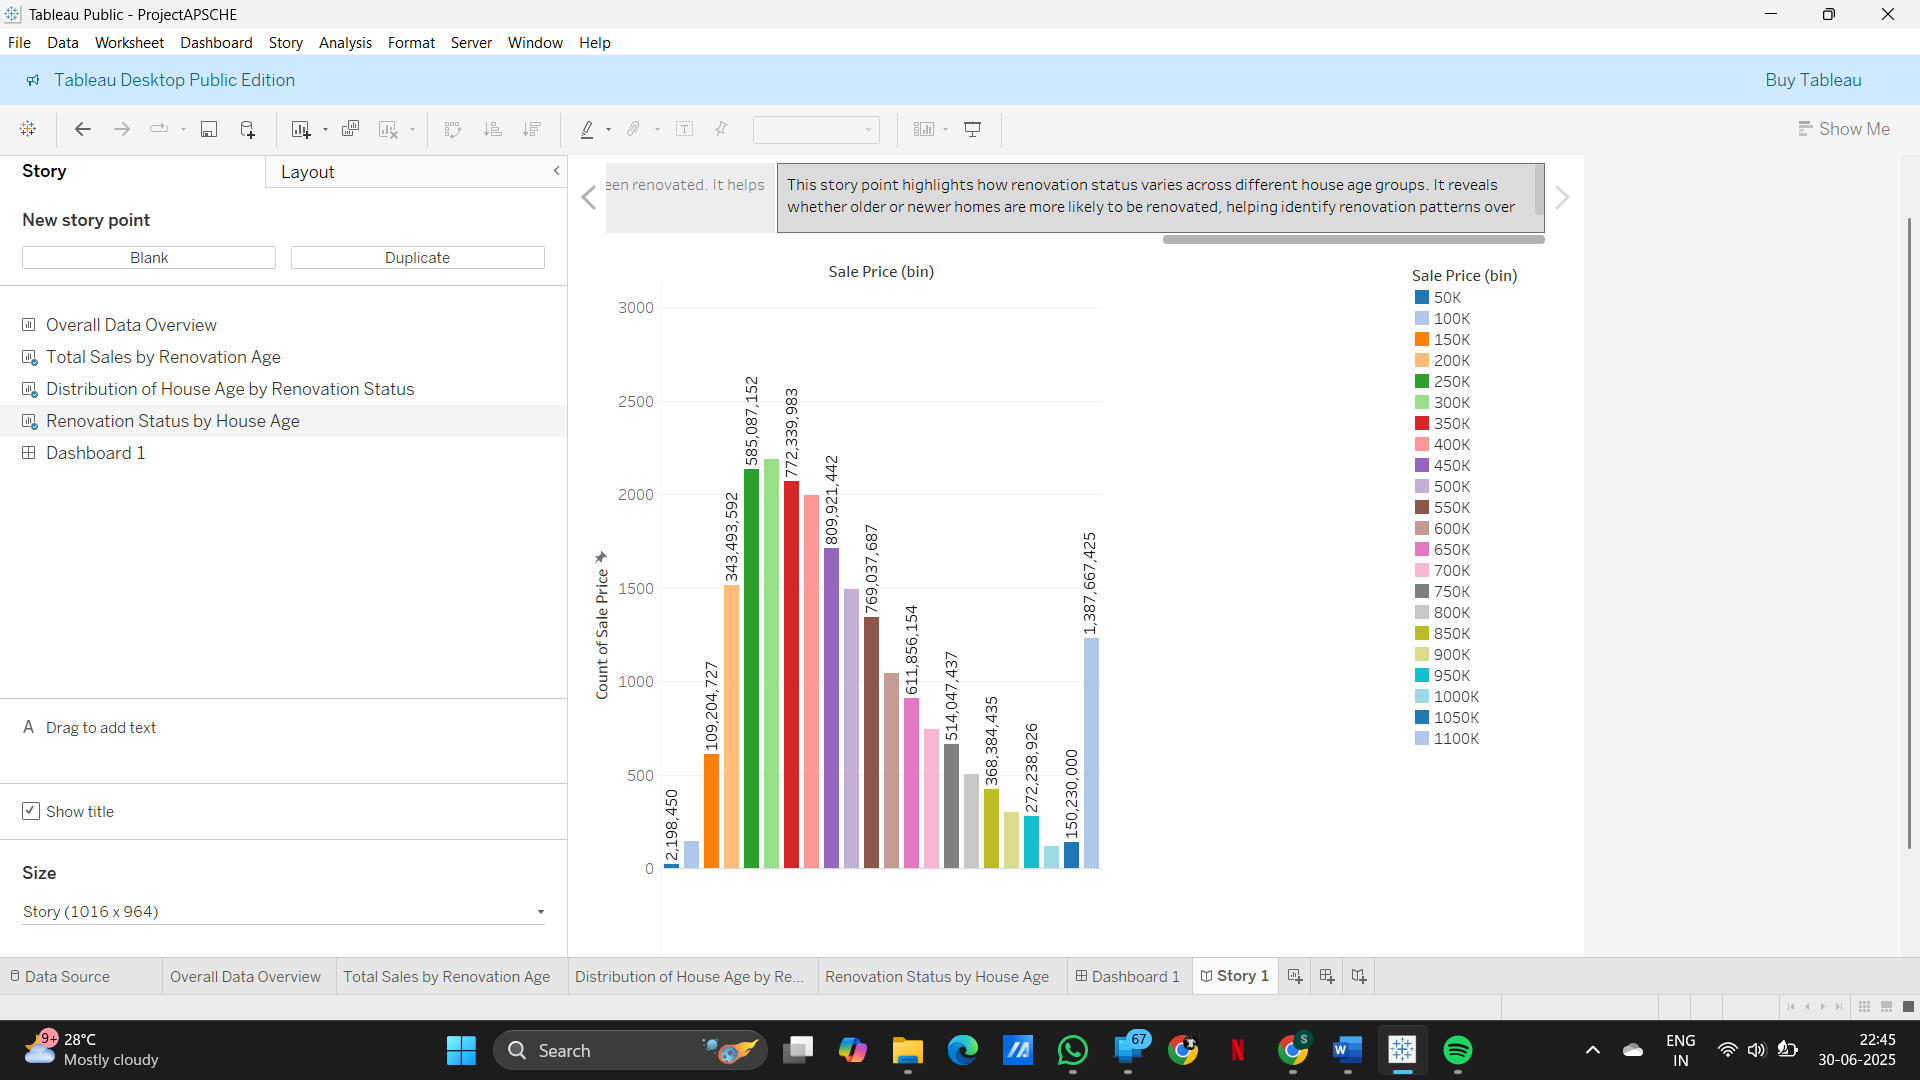 Tableau Public - ProjectAPSCHE
File Data Worksheet Dashboard Story Analysis Format Server Window Help
Tableau Desktop Public Edition
Buy Tableau
Show Me
Story
Layout
New story point
Blank
Duplicate
Overall Data Overview
Total Sales by Renovation Age
Distribution of House Age by Renovation Status
Renovation Status by House Age
Dashboard 1
A Drag to add text
Show title
Size
Story (1016 x 964)
een renovated. It helps
This story point highlights how renovation status varies across different house age groups. It reveals
whether older or newer homes are more likely to be renovated, helping identify renovation patterns over
Sale Price (bin)
Count of Sale Price
3000
2500
2000
1500
1000
500
0
2,198,450
109,204,727
343,493,592
585,087,152
772,339,983
809,921,442
769,037,687
611,856,154
514,047,437
368,384,435
272,238,926
150,230,000
1,387,667,425
Sale Price (bin)
50K
100K
150K
200K
250K
300K
350K
400K
450K
500K
550K
600K
650K
700K
750K
800K
850K
900K
950K
1000K
1050K
1100K
Data Source
Overall Data Overview
Total Sales by Renovation Age
Distribution of House Age by Re...
Renovation Status by House Age
Dashboard 1
Story 1
9+
28°C
Mostly cloudy
Search
67
S
N
W
ENG
IN
22:45
30-06-2025